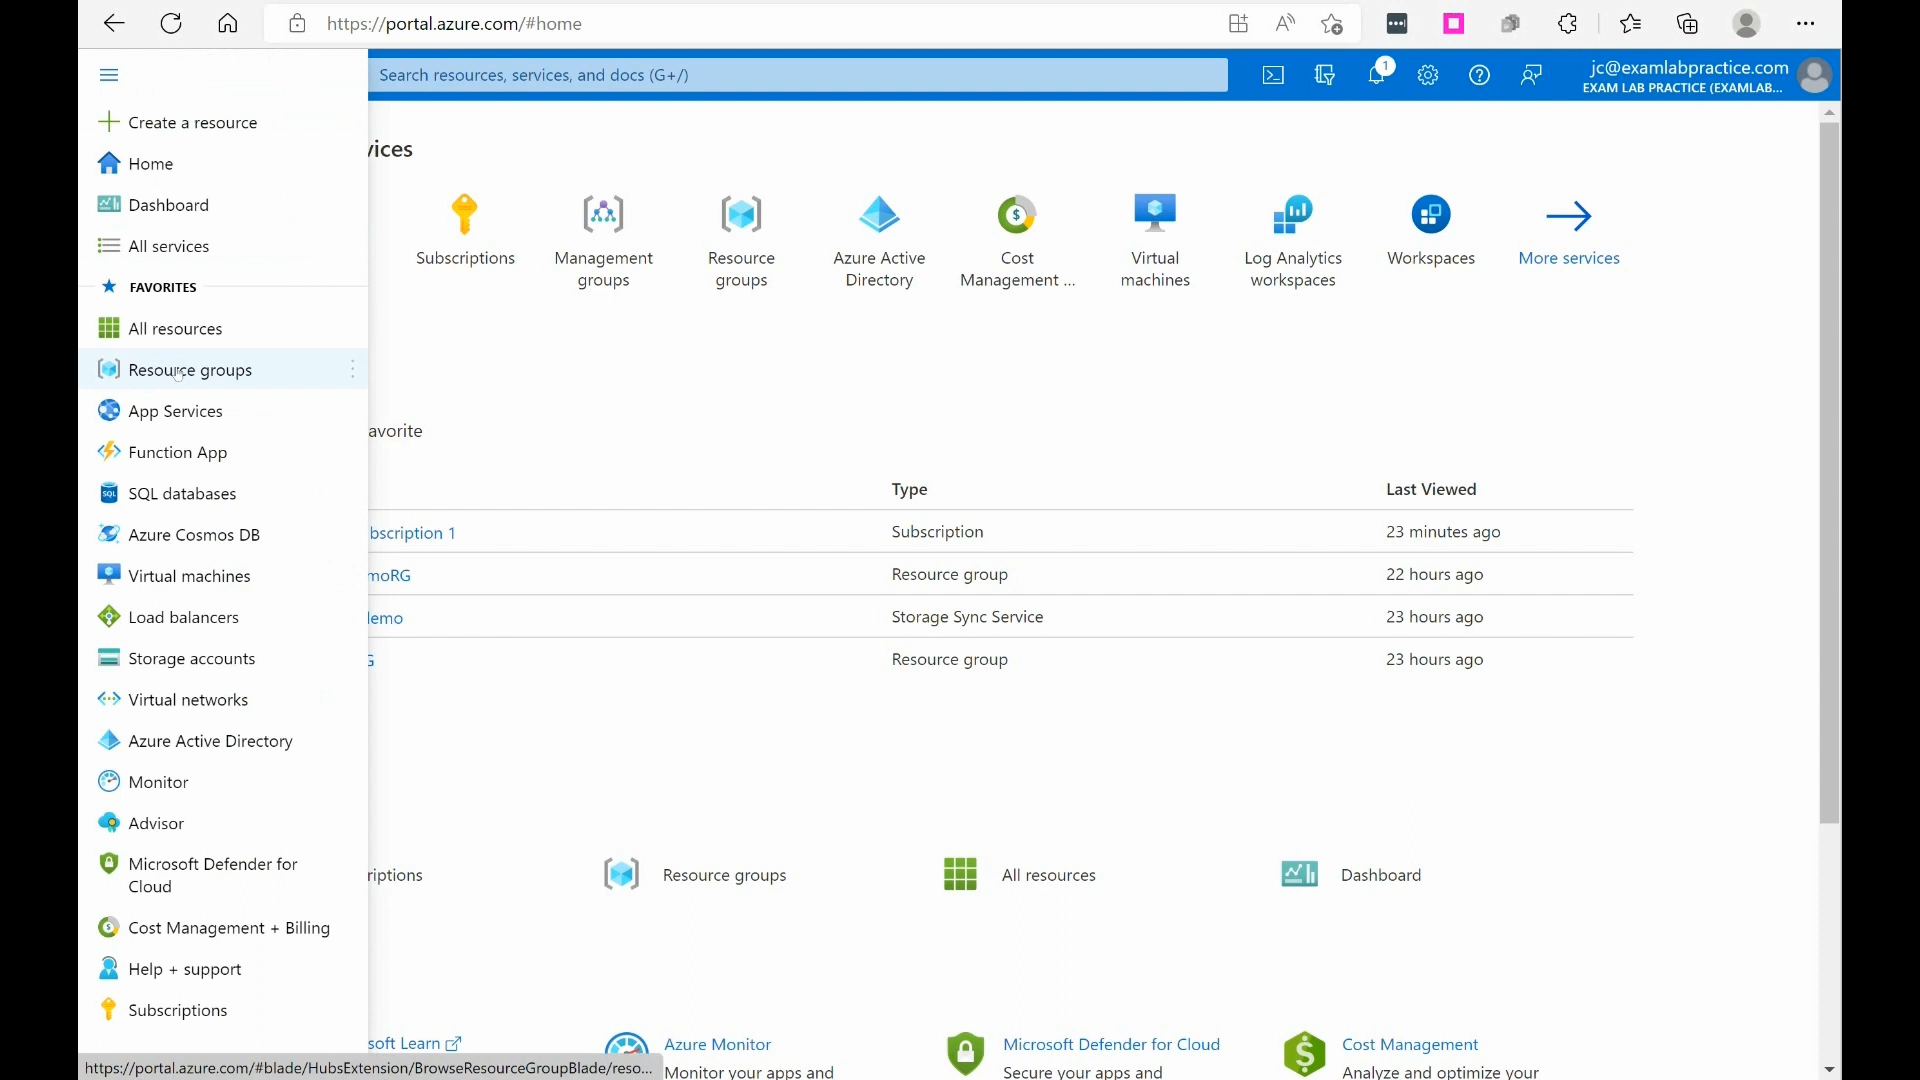 https://portal.azure.com/#home
Search resources, services, and docs (G+/)
1
jc@examlabpractice.com
EXAM LAB PRACTICE (EXAMLAB...
Create a resource
Home
Dashboard
All services
FAVORITES
All resources
Resource groups
App Services
Function App
SQL databases
Azure Cosmos DB
Virtual machines
Load balancers
Storage accounts
Virtual networks
Azure Active Directory
Monitor
Advisor
Microsoft Defender for
Cloud
Cost Management + Billing
Help + support
Subscriptions
vices
Subscriptions
Management
groups
Resource
groups
Azure Active
Directory
Cost
Management ...
Virtual
machines
Log Analytics
workspaces
Workspaces
More services
avorite
Type Last Viewed
bscription 1 Subscription 23 minutes ago
moRG Resource group 22 hours ago
demo Storage Sync Service 23 hours ago
G Resource group 23 hours ago
riptions
Resource groups
All resources
Dashboard
soft Learn
Azure Monitor
Monitor your apps and
Microsoft Defender for Cloud
Secure your apps and
Cost Management
Analyze and optimize your
https://portal.azure.com/#blade/HubsExtension/BrowseResourceGroupBlade/reso...